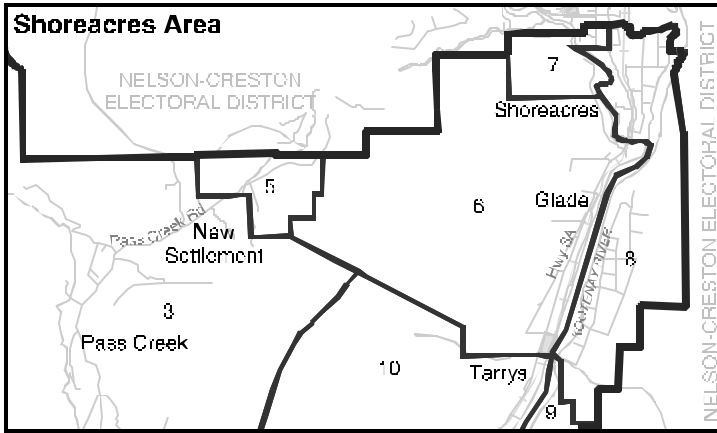 Shoreacres Area
NELSON-CRESTON
ELECTORAL DISTRICT
7
Shoreacres
NELSON-CRESTON ELECTORAL DISTRICT
5
6
Glade
Pass Creek Rd
New
Settlement
Hwy 3A
KOOTENAY RIVER
8
3
Pass Creek
10
Tarrys
9